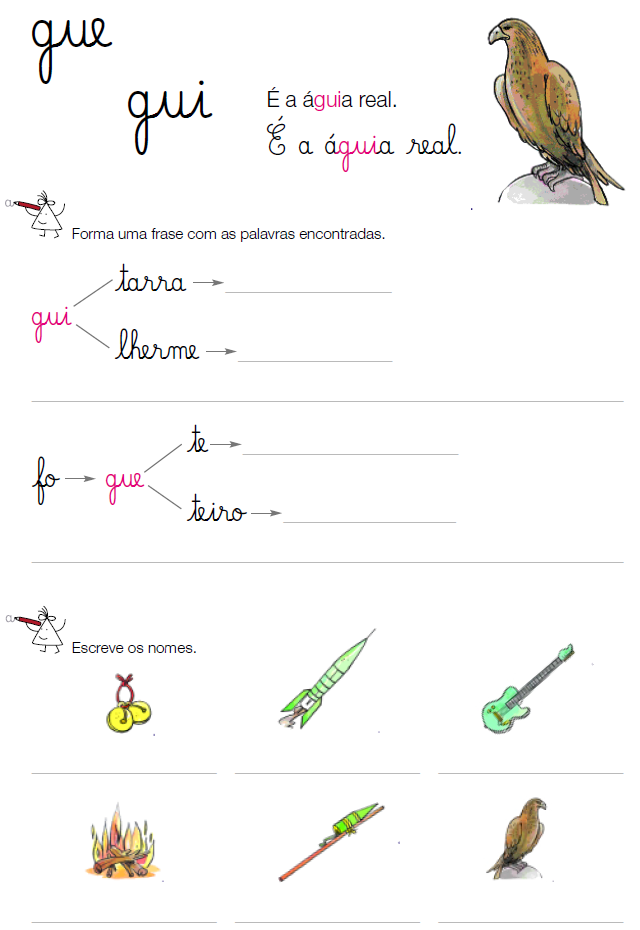 gue
gui
É a águia real.
É a águia real.
a
Forma uma frase com as palavras encontradas.
tarra
gui
lherme
te
fo gue
teiro
a
Escreve os nomes.